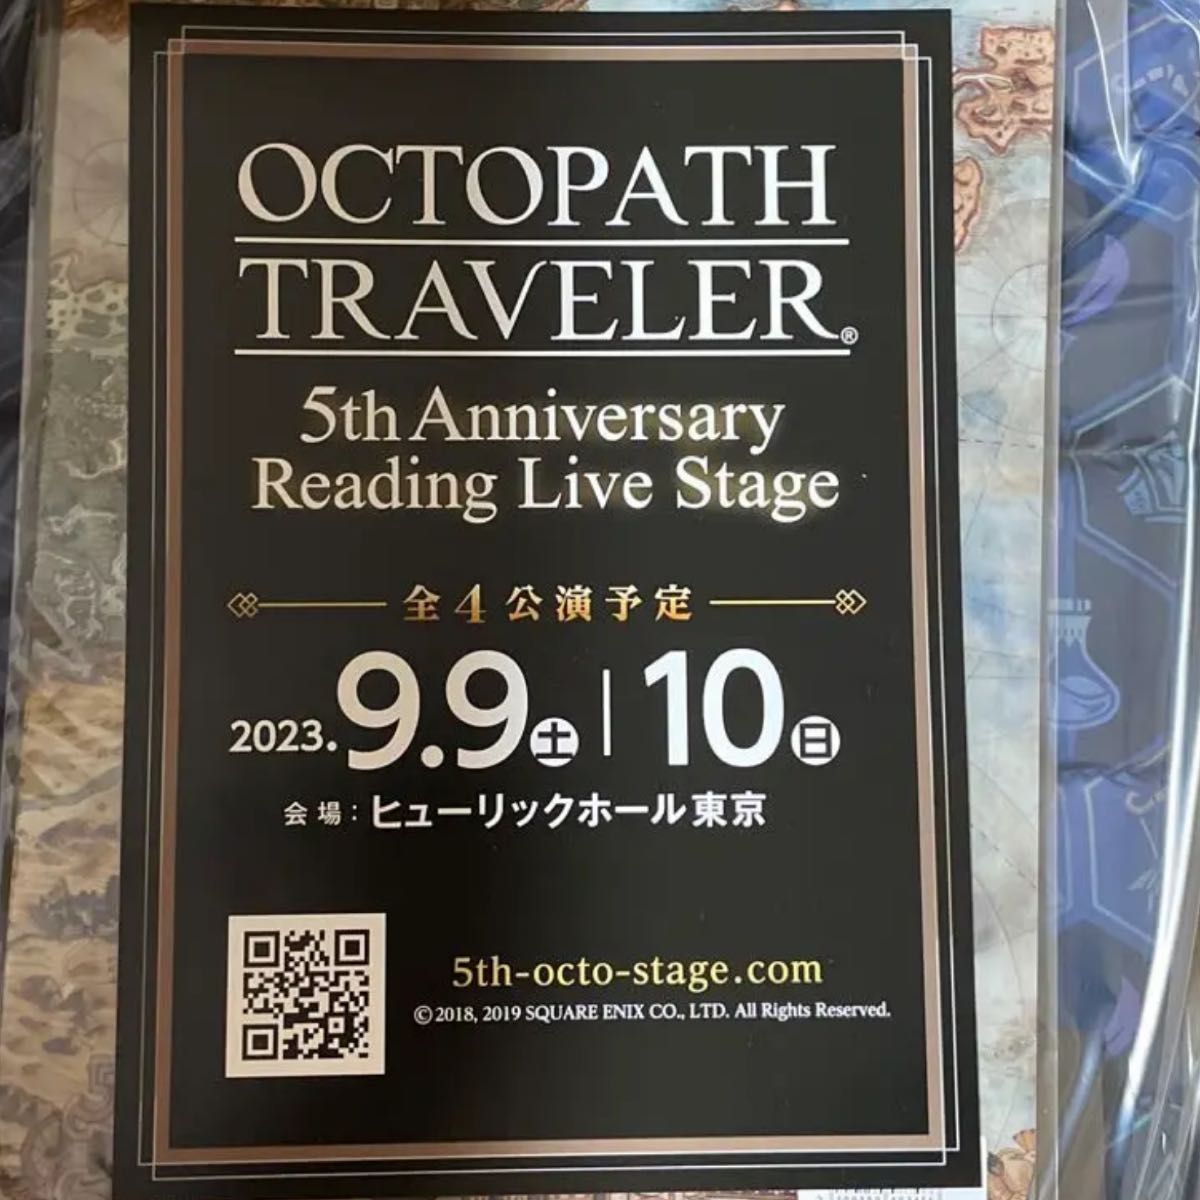 OCTOPATH
TRAVELER®
5th Anniversary
Reading Live Stage
全4公演予定
2023.9.9土 | 10日
会場：ヒューリックホール東京
5th-octo-stage.com
©2018, 2019 SQUARE ENIX CO., LTD. All Rights Reserved.